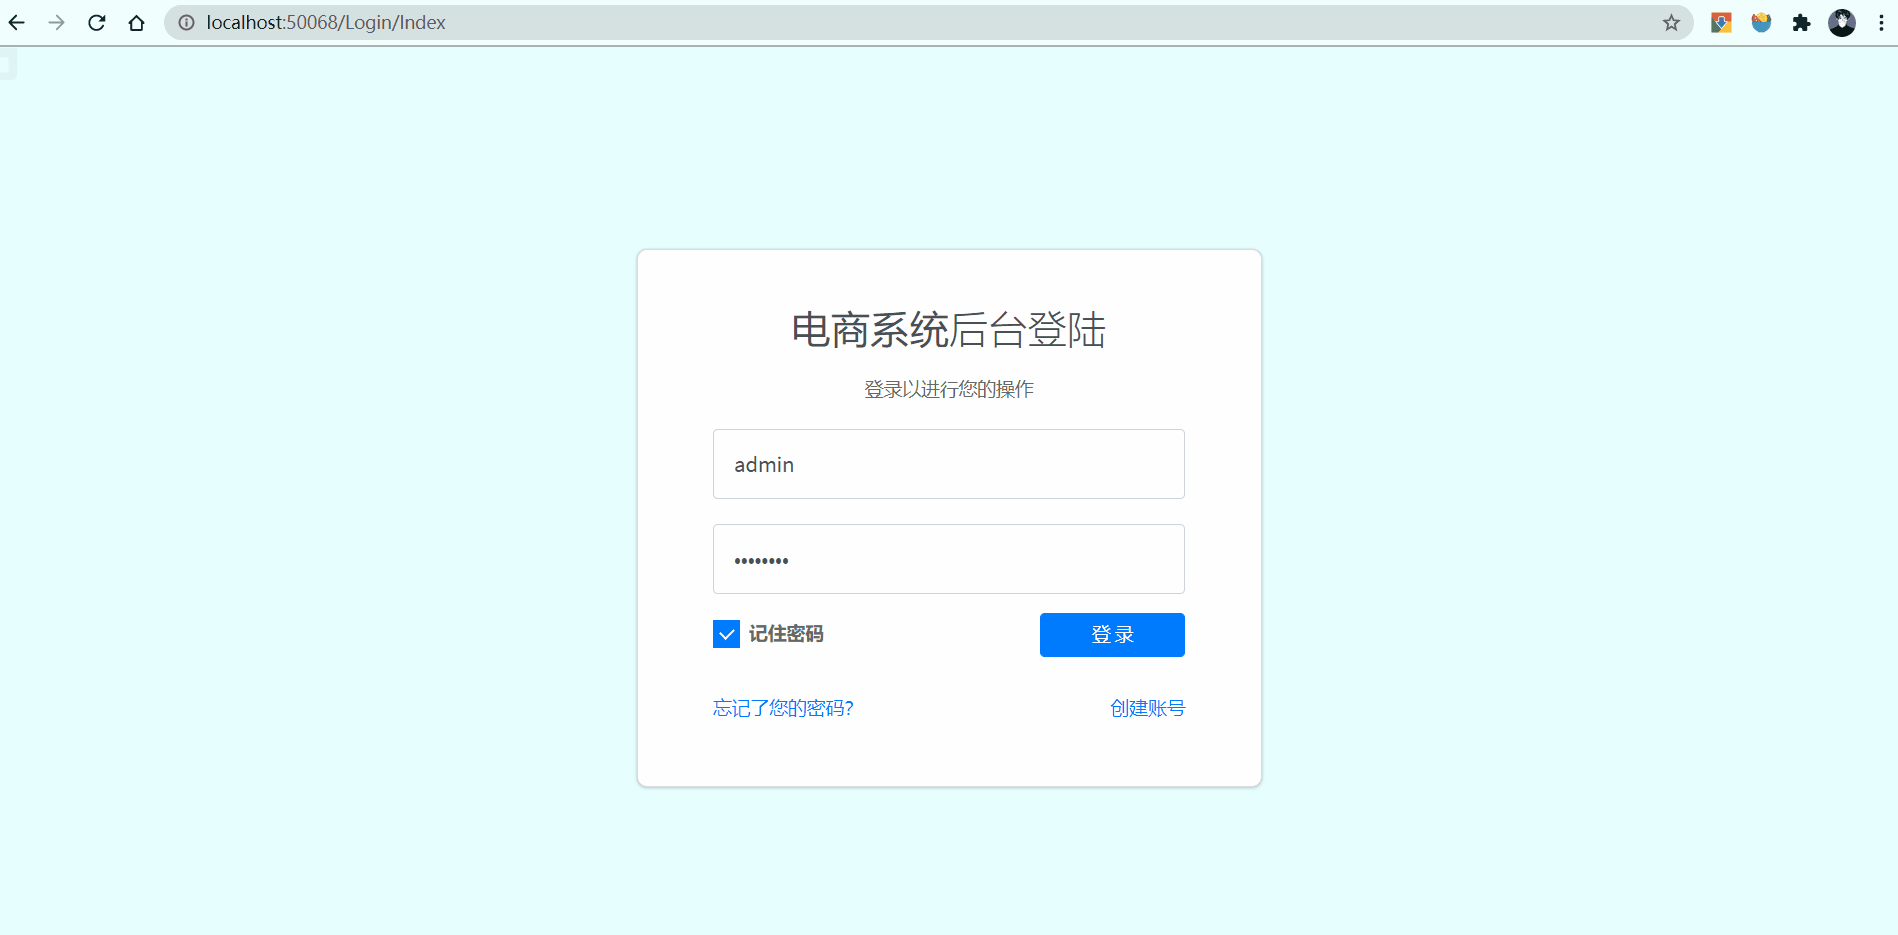 localhost:50068/Login/Index
电商系统后台登陆
登录以进行您的操作
admin
••••••••
记住密码
登录
忘记了您的密码?
创建账号